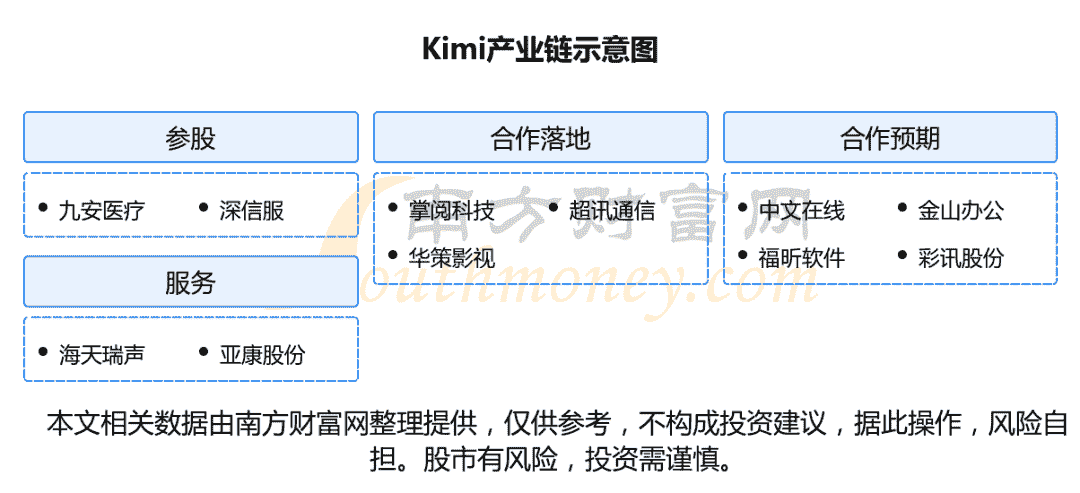 Kimi产业链示意图
参股
九安医疗
深信服
服务
海天瑞声
亚康股份
合作落地
掌阅科技
超讯通信
华策影视
合作预期
中文在线
金山办公
福昕软件
彩讯股份
南方财富网
outhmoney.com
本文相关数据由南方财富网整理提供，仅供参考，不构成投资建议，据此操作，风险自
担。股市有风险，投资需谨慎。